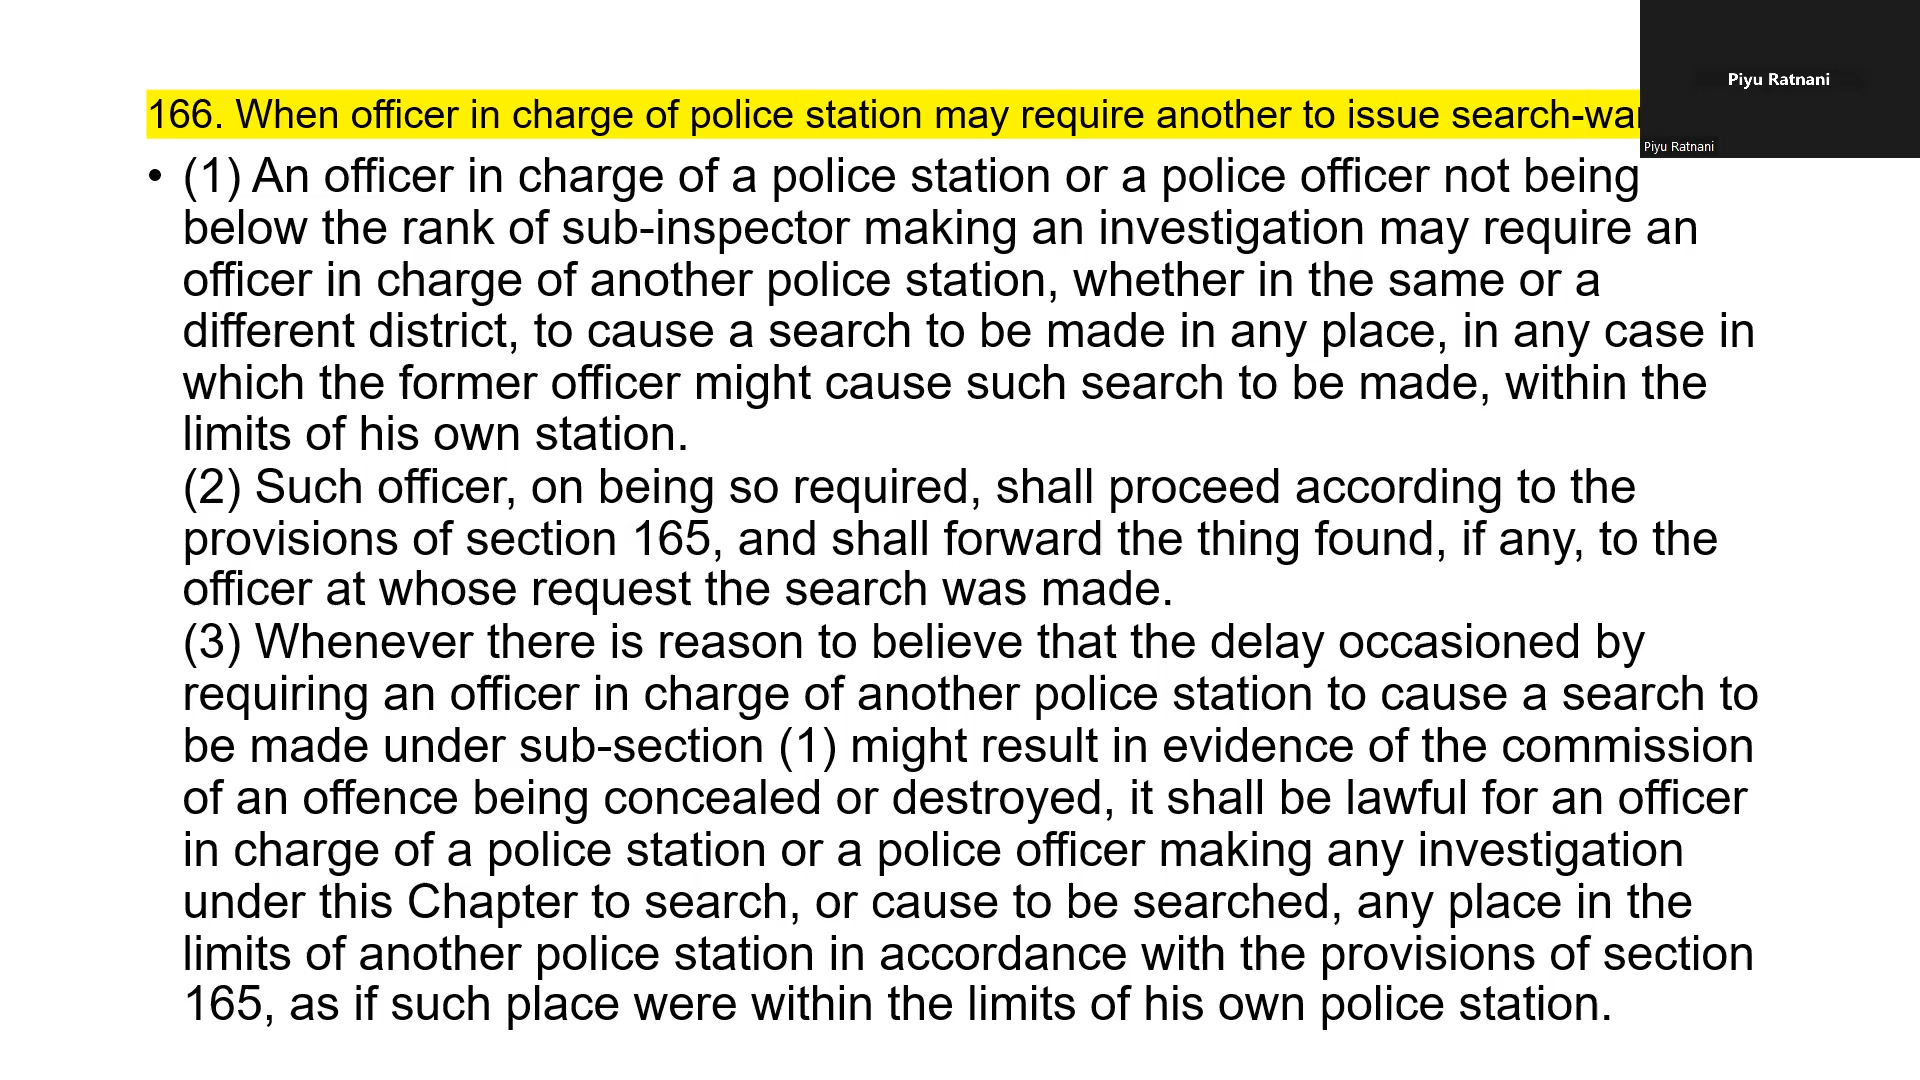 Piyu Ratnani
166. When officer in charge of police station may require another to issue search-
Piyu Ratnani
• (1) An officer in charge of a police station or a police officer not being
below the rank of sub-inspector making an investigation may require an
officer in charge of another police station, whether in the same or a
different district, to cause a search to be made in any place, in any case in
which the former officer might cause such search to be made, within the
limits of his own station.
(2) Such officer, on being so required, shall proceed according to the
provisions of section 165, and shall forward the thing found, if any, to the
officer at whose request the search was made.
(3) Whenever there is reason to believe that the delay occasioned by
requiring an officer in charge of another police station to cause a search to
be made under sub-section (1) might result in evidence of the commission
of an offence being concealed or destroyed, it shall be lawful for an officer
in charge of a police station or a police officer making any investigation
under this Chapter to search, or cause to be searched, any place in the
limits of another police station in accordance with the provisions of section
165, as if such place were within the limits of his own police station.